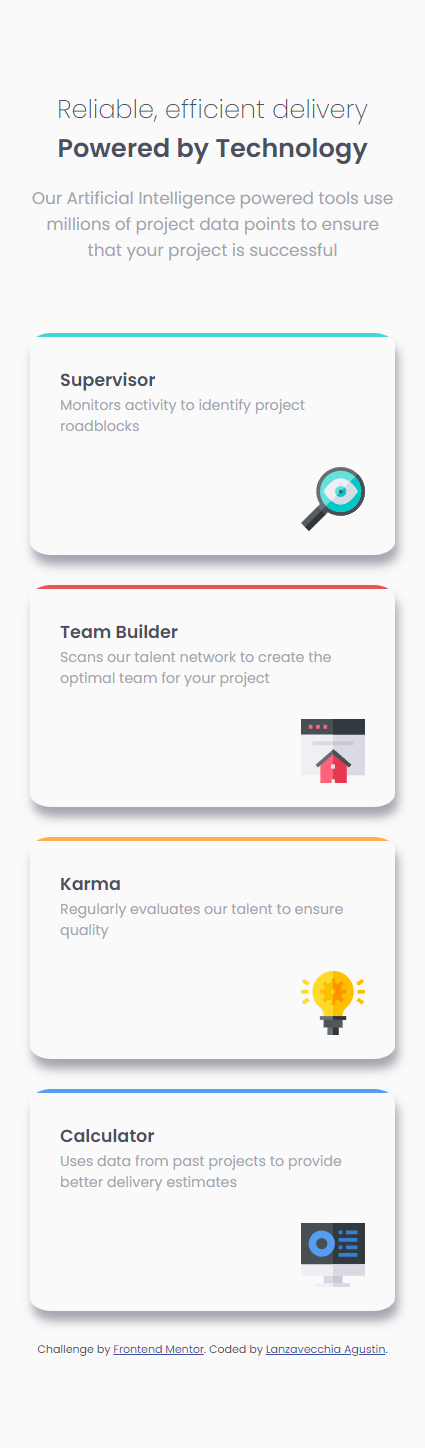 Reliable, efficient delivery
Powered by Technology
Our Artificial Intelligence powered tools use
millions of project data points to ensure
that your project is successful
Supervisor
Monitors activity to identify project
roadblocks
Team Builder
Scans our talent network to create the
optimal team for your project
Karma
Regularly evaluates our talent to ensure
quality
Calculator
Uses data from past projects to provide
better delivery estimates
Challenge by Frontend Mentor. Coded by Lanzavecchia Agustin.